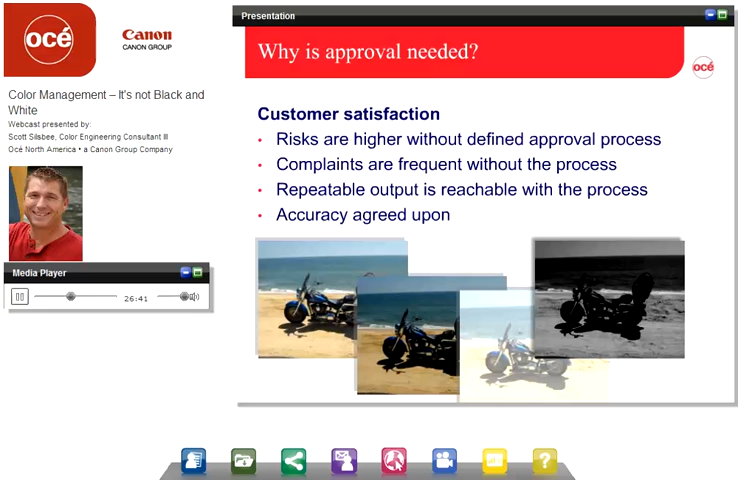 océ
Canon
CANON GROUP
Color Management – It's not Black and
White
Webcast presented by:
Scott Silsbee, Color Engineering Consultant III
Océ North America • a Canon Group Company
Media Player
26:41
Presentation
Why is approval needed?
océ
Customer satisfaction
• Risks are higher without defined approval process
• Complaints are frequent without the process
• Repeatable output is reachable with the process
• Accuracy agreed upon
?